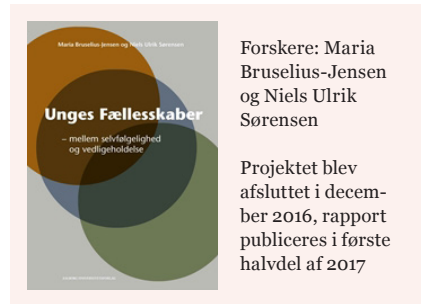 Maria Bruselius-Jensen og Niels Ulrik Sørensen
Unges Fællesskaber
– mellem selvfølgelighed
og vedligeholdelse
Forskere: Maria
Bruselius-Jensen
og Niels Ulrik
Sørensen
Projektet blev
afsluttet i decem-
ber 2016, rapport
publiceres i første
halvdel af 2017